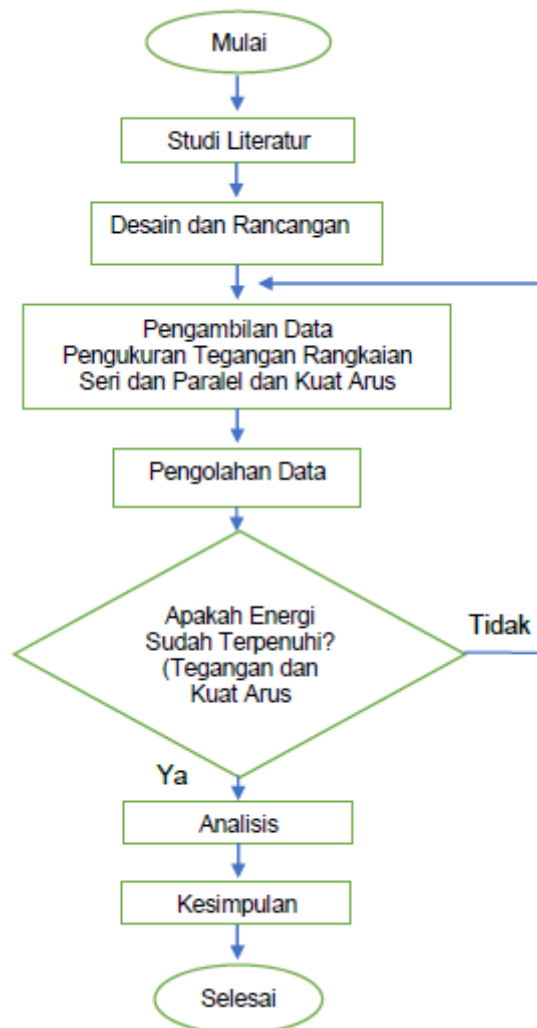 Mulai
Studi Literatur
Desain dan Rancangan
Pengambilan Data
Pengukuran Tegangan Rangkaian
Seri dan Paralel dan Kuat Arus
Pengolahan Data
Apakah Energi
Sudah Terpenuhi?
(Tegangan dan
Kuat Arus
Tidak
Ya
Analisis
Kesimpulan
Selesai